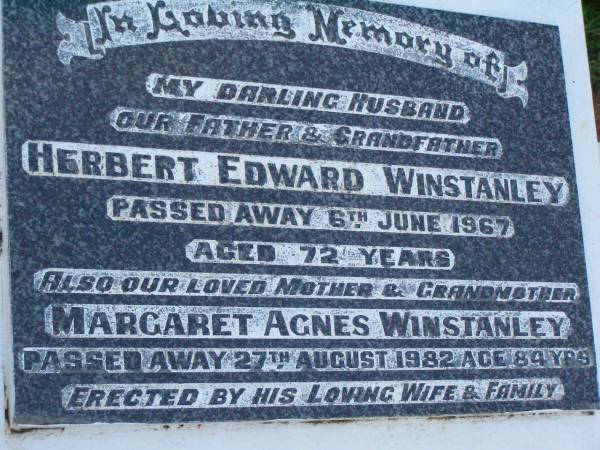 In Loving Memory of
My Darling Husband
Our Father & Grandfather
Herbert Edward Winstanley
Passed Away 6th June 1967
Aged 72 Years
Also Our Loved Mother & Grandmother
Margaret Agnes Winstanley
Passed Away 27th August 1982 Age 84 Yrs
Erected by His Loving Wife & Family